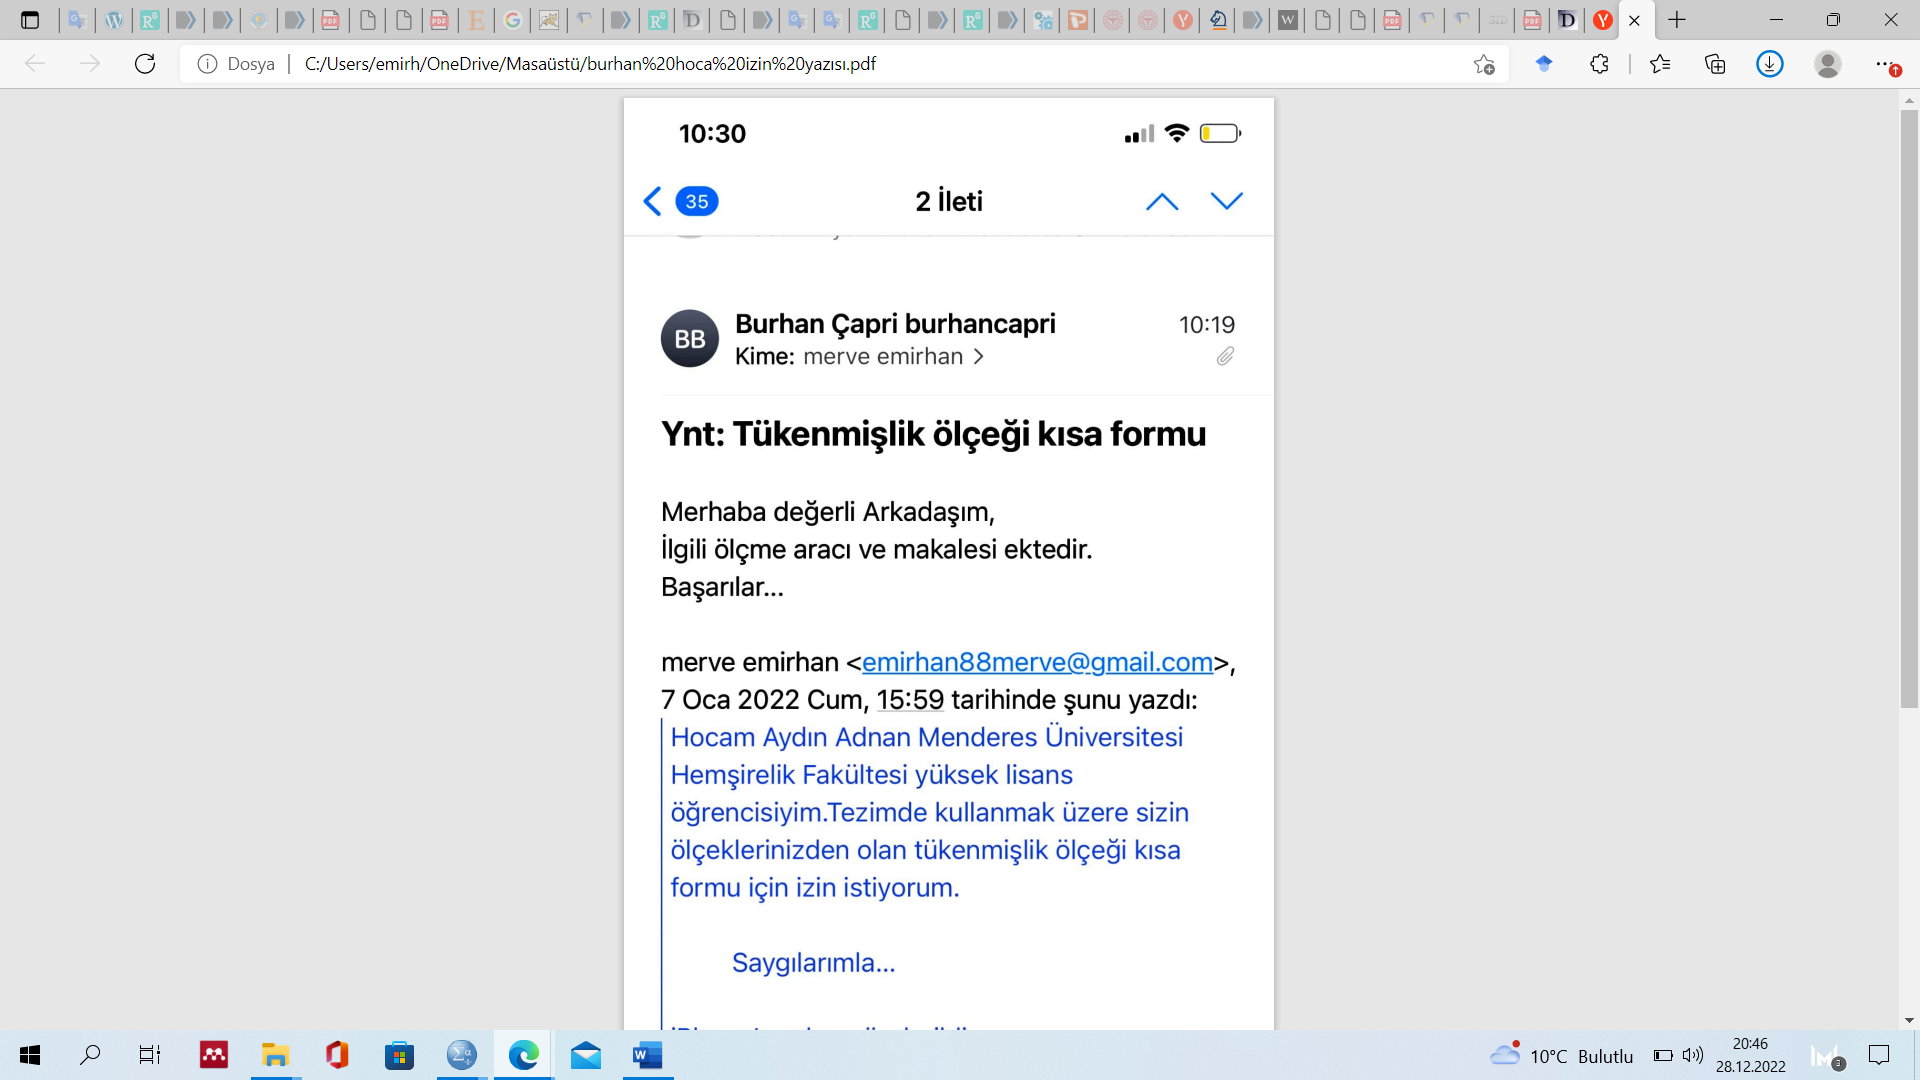 Dosya
C:/Users/emirh/OneDrive/Masaüstü/burhan%20hoca%20izin%20yazısı.pdf
10:30
35
2 İleti
BB
Burhan Çapri burhancapri
10:19
Kime: merve emirhan
Ynt: Tükenmişlik ölçeği kısa formu
Merhaba değerli Arkadaşım,
İlgili ölçme aracı ve makalesi ektedir.
Başarılar...
merve emirhan <emirhan88merve@gmail.com>,
7 Oca 2022 Cum, 15:59 tarihinde şunu yazdı:
Hocam Aydın Adnan Menderes Üniversitesi
Hemşirelik Fakültesi yüksek lisans
öğrencisiyim.Tezimde kullanmak üzere sizin
ölçeklerinizden olan tükenmişlik ölçeği kısa
formu için izin istiyorum.
Saygılarımla...
10°C Bulutlu
20:46
28.12.2022
3